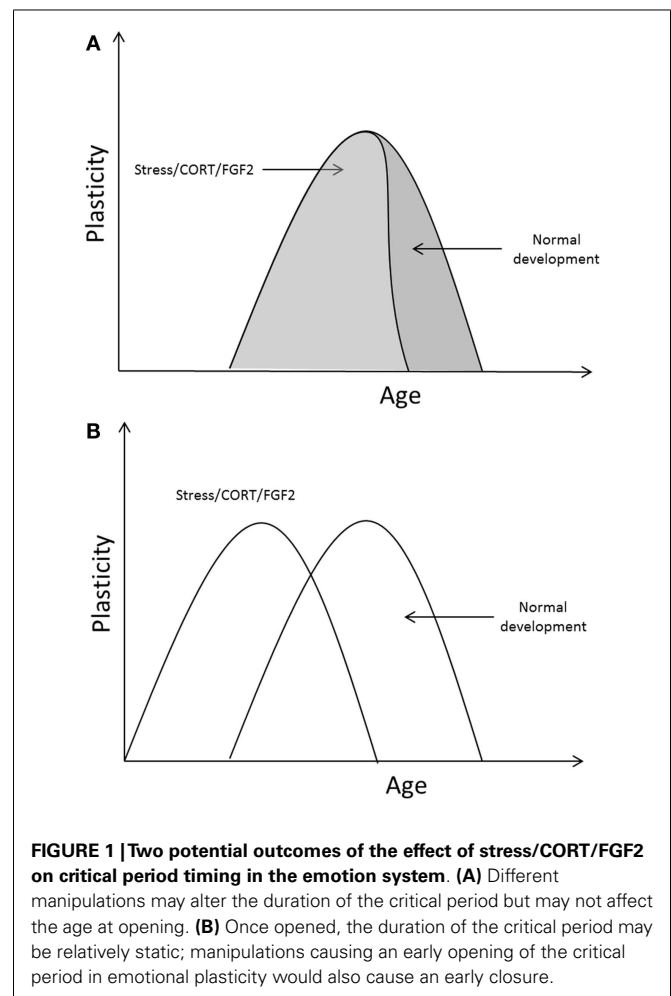 A
Plasticity
Stress/CORT/FGF2
Normal
development
Age
B
Plasticity
Stress/CORT/FGF2
Normal
development
Age
FIGURE 1 | Two potential outcomes of the effect of stress/CORT/FGF2
on critical period timing in the emotion system. (A) Different
manipulations may alter the duration of the critical period but may not affect
the age at opening. (B) Once opened, the duration of the critical period may
be relatively static; manipulations causing an early opening of the critical
period in emotional plasticity would also cause an early closure.